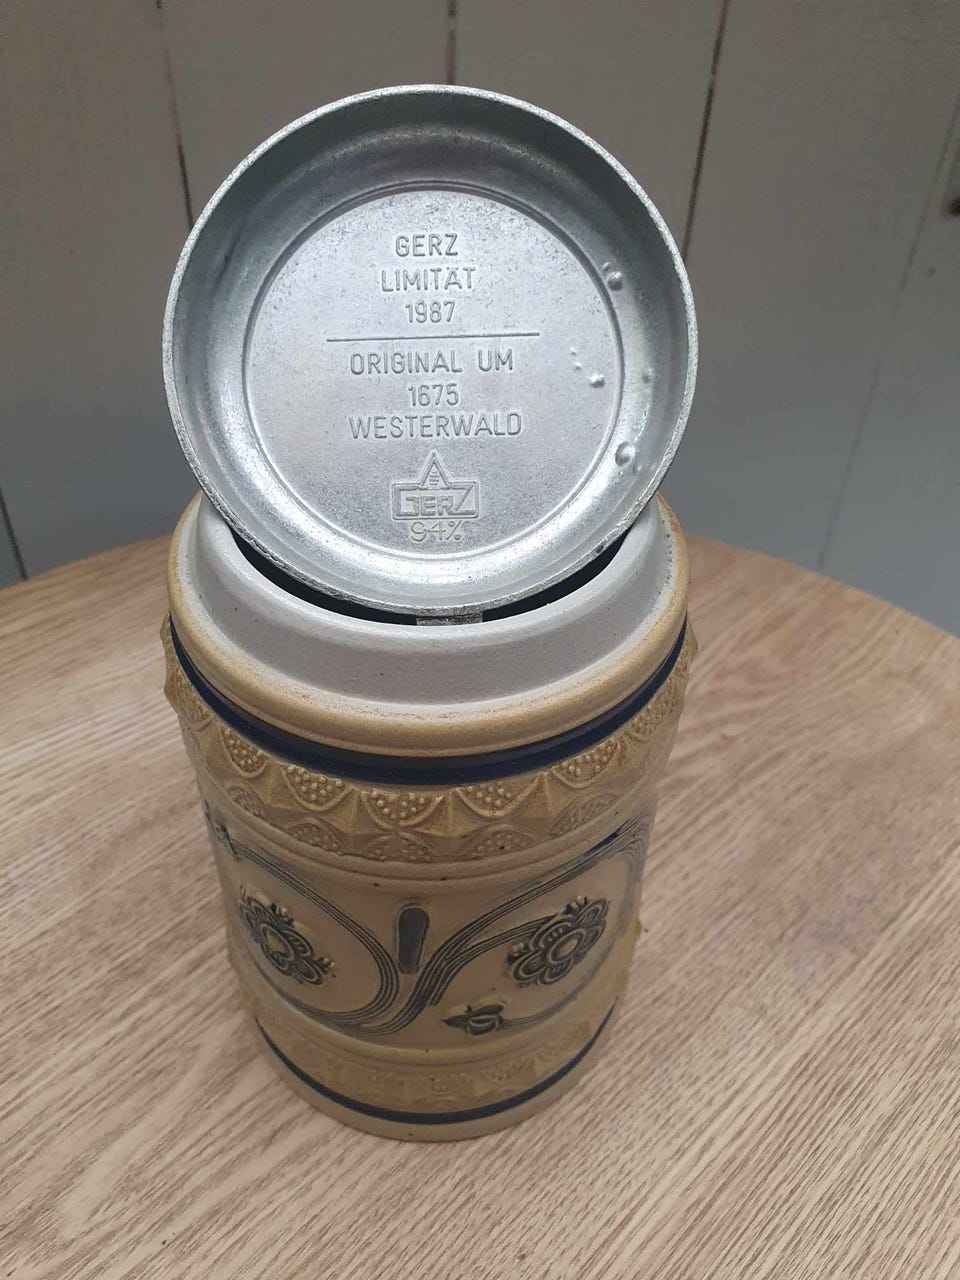 GERZ
LIMITÄT
1987
ORIGINAL UM
1675
WESTERWALD
GERZ
94%